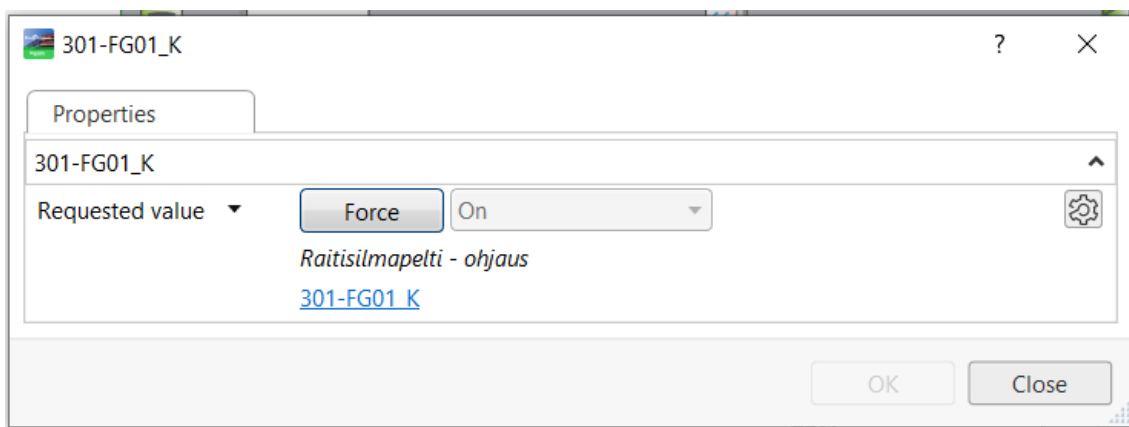 301-FG01_K ?
Properties
301-FG01_K
Requested value Force On
Raitisilmapelti - ohjaus
301-FG01_K
OK Close